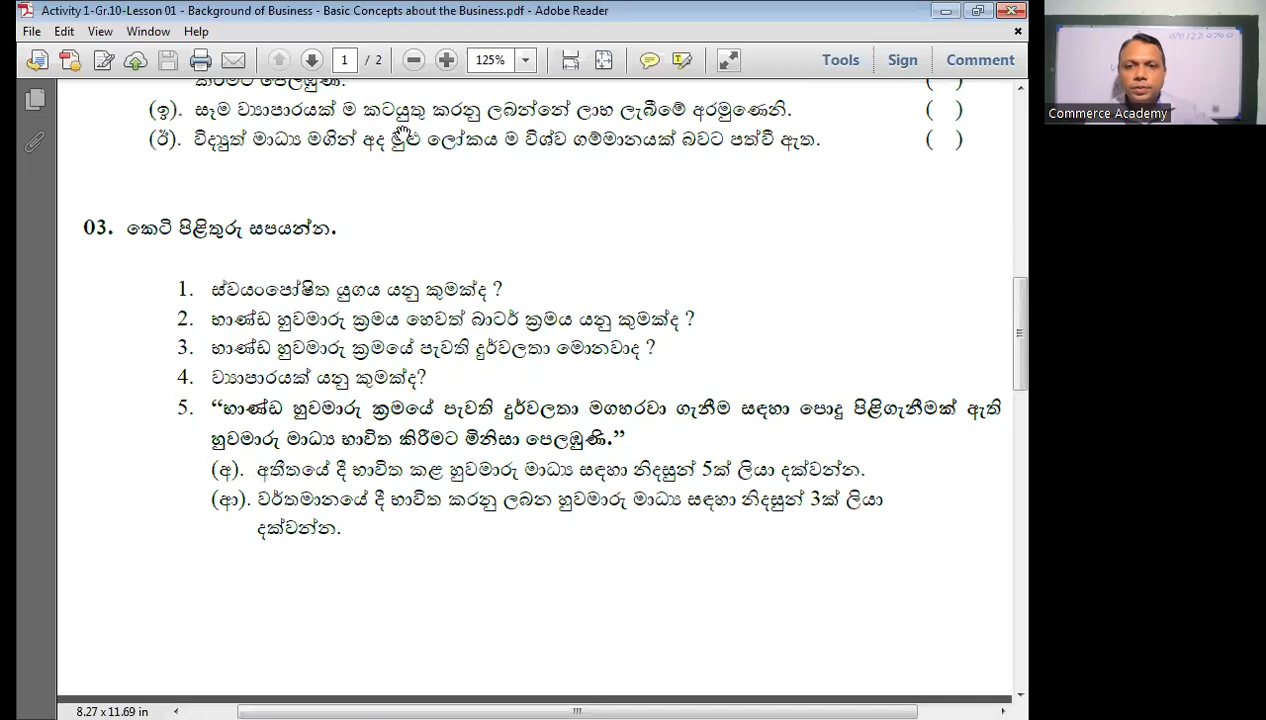 Activity 1-Gr.10-Lesson 01 - Background of Business - Basic Concepts about the Business.pdf - Adobe Reader
File Edit View Window Help
1 / 2 125% Tools Sign Comment
කිරීමට පෙලඹුණි.
(ඉ). සෑම ව්‍යාපාරයක් ම කටයුතු කරනු ලබන්නේ ලාභ ලැබීමේ අරමුණෙනි. ( )
(ඊ). විද්‍යුත් මාධ්‍ය මගින් අද මුළු ලෝකය ම විශ්ව ගම්මානයක් බවට පත්වී ඇත. ( )
03. කෙටි පිළිතුරු සපයන්න.
1. ස්වයංපෝෂිත යුගය යනු කුමක්ද ?
2. භාණ්ඩ හුවමාරු ක්‍රමය හෙවත් බාටර් ක්‍රමය යනු කුමක්ද ?
3. භාණ්ඩ හුවමාරු ක්‍රමයේ පැවති දුර්වලතා මොනවාද ?
4. ව්‍යාපාරයක් යනු කුමක්ද?
5. “භාණ්ඩ හුවමාරු ක්‍රමයේ පැවති දුර්වලතා මගහරවා ගැනීම සඳහා පොදු පිළිගැනීමක් ඇති
හුවමාරු මාධ්‍ය භාවිත කිරීමට මිනිසා පෙලඹුණි.”
(අ). අතීතයේ දී භාවිත කළ හුවමාරු මාධ්‍ය සඳහා නිදසුන් 5ක් ලියා දක්වන්න.
(ආ). වර්තමානයේ දී භාවිත කරනු ලබන හුවමාරු මාධ්‍ය සඳහා නිදසුන් 3ක් ලියා
දක්වන්න.
8.27 x 11.69 in
Commerce Academy